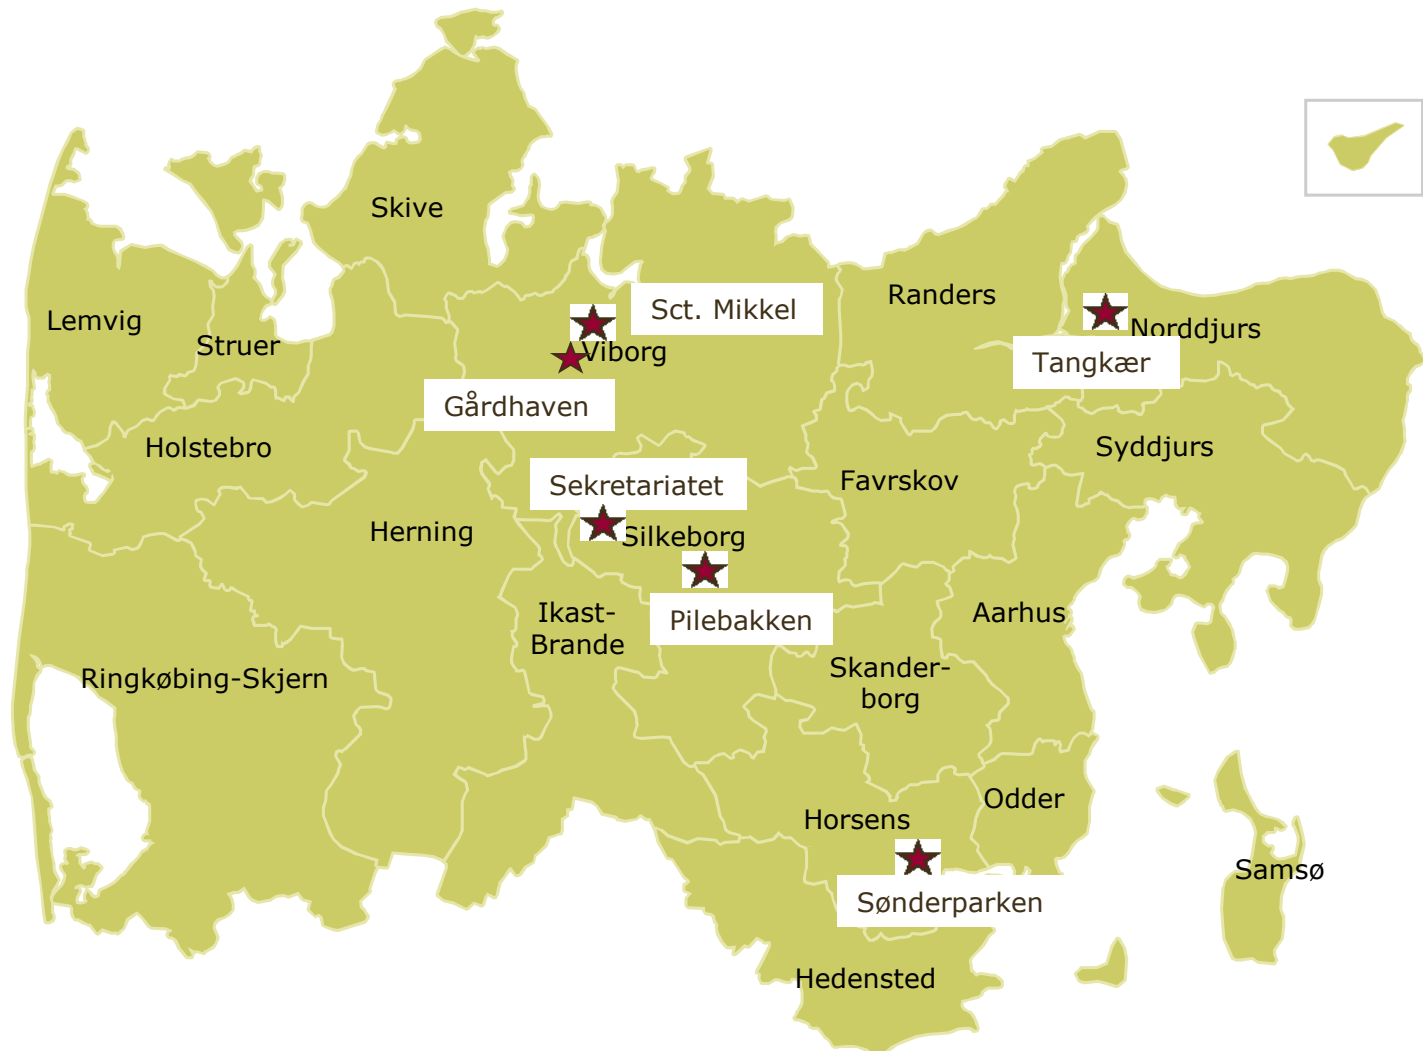 Skive
Randers
Sct. Mikkel
Lemvig
Struer
Norddjurs
Viborg
Tangkær
Gårdhaven
Holstebro
Syddjurs
Favrskov
Sekretariatet
Herning
Silkeborg
Ikast-
Brande
Pilebakken
Aarhus
Ringkøbing-Skjern
Skander-
borg
Odder
Horsens
Samsø
Sønderparken
Hedensted